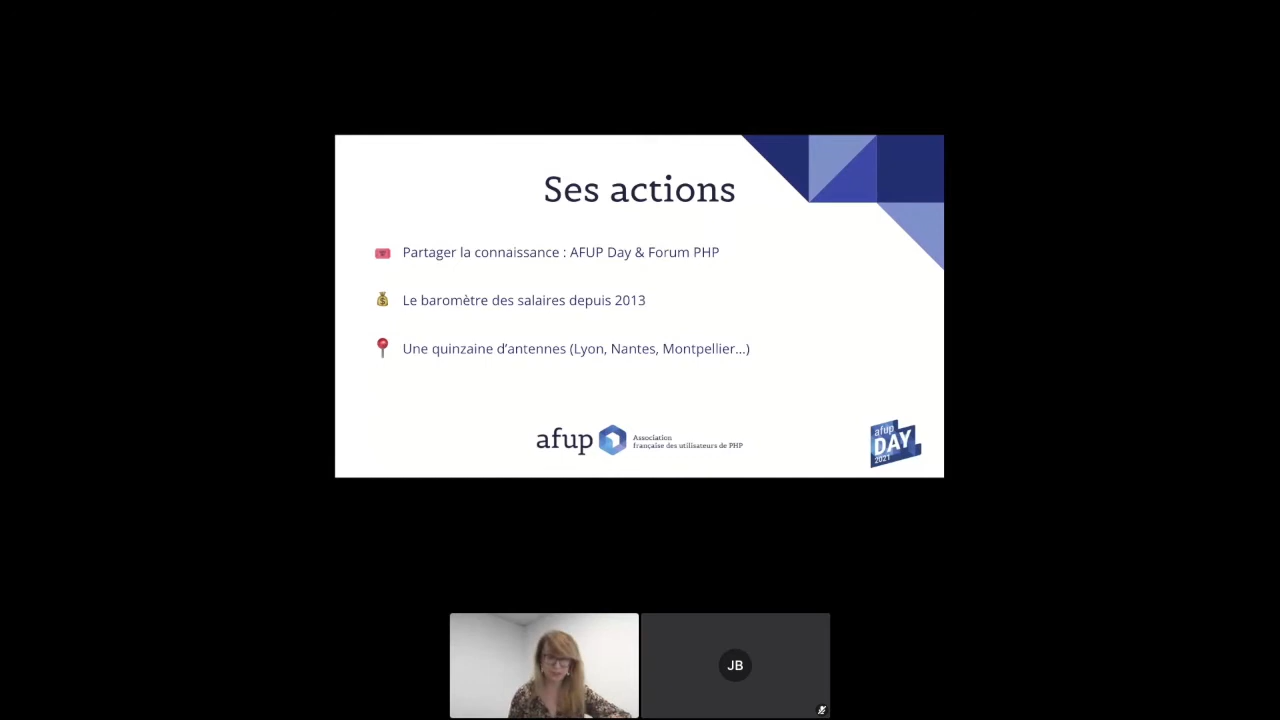 Ses actions
Partager la connaissance : AFUP Day & Forum PHP
Le baromètre des salaires depuis 2013
Une quinzaine d’antennes (Lyon, Nantes, Montpellier...)
afup
Association
française des utilisateurs de PHP
afup
DAY
2021
JB